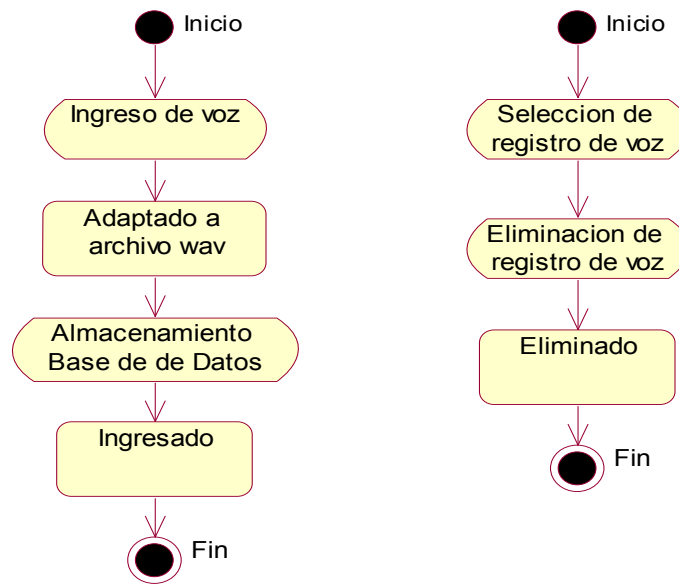 Inicio
Ingreso de voz
Adaptado a
archivo wav
Almacenamiento
Base de de Datos
Ingresado
Fin
Inicio
Seleccion de
registro de voz
Eliminacion de
registro de voz
Eliminado
Fin